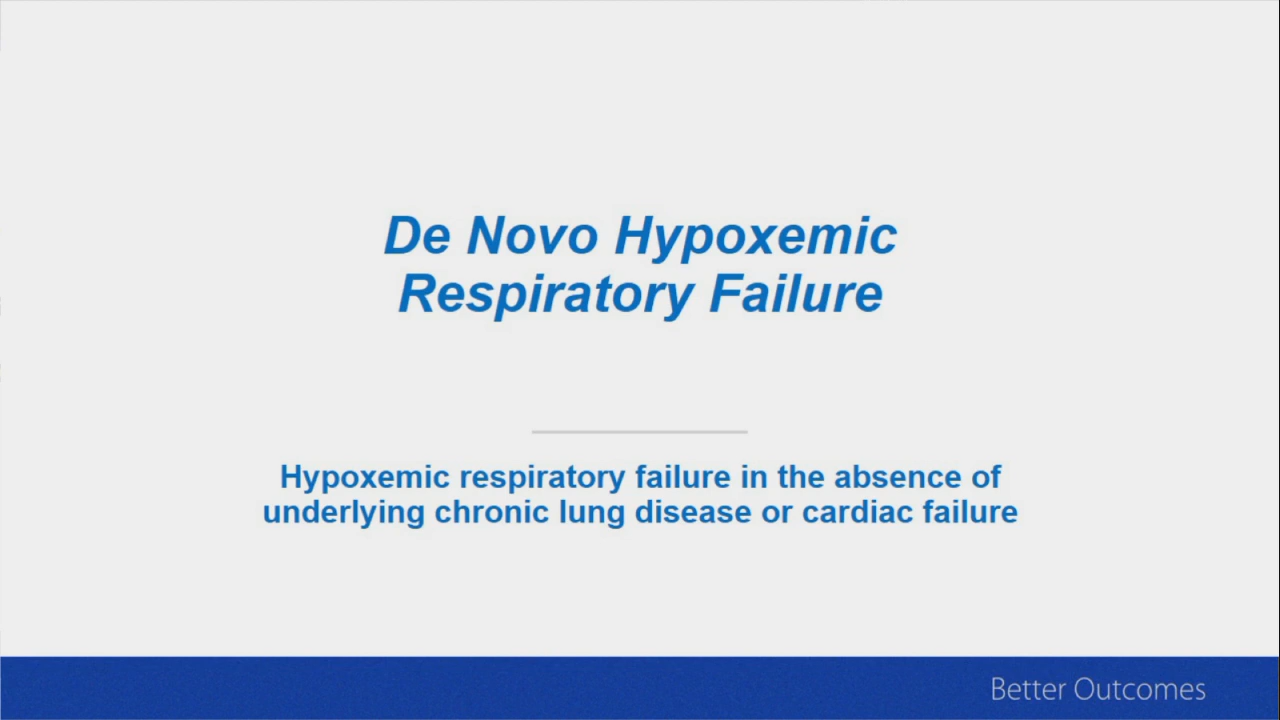 De Novo Hypoxemic
Respiratory Failure
Hypoxemic respiratory failure in the absence of
underlying chronic lung disease or cardiac failure
Better Outcomes